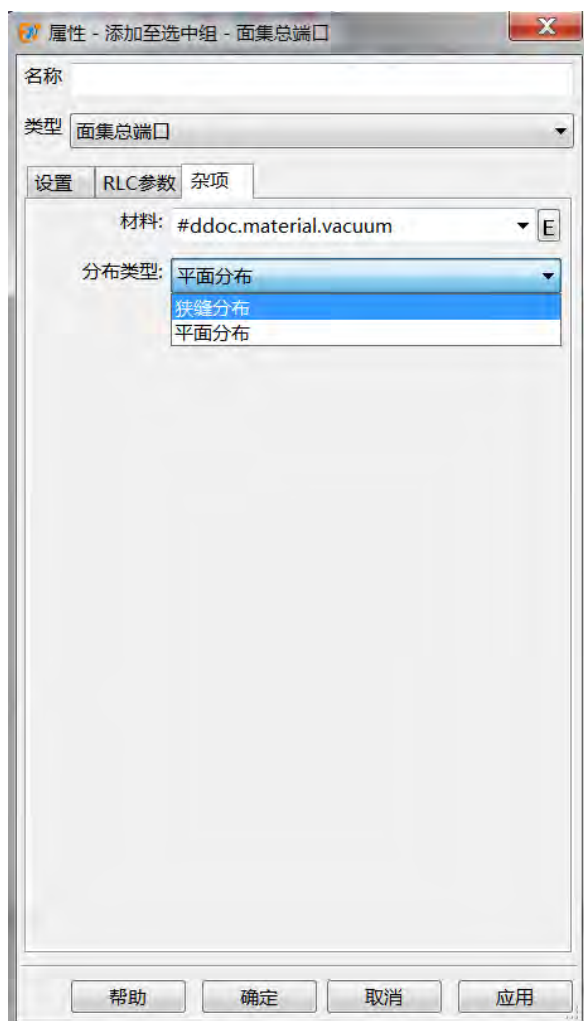 属性 - 添加至选中组 - 面集总端口
名称
类型 面集总端口
设置 RLC参数 杂项
材料: #ddoc.material.vacuum E
分布类型: 平面分布
狭缝分布
平面分布
帮助 确定 取消 应用